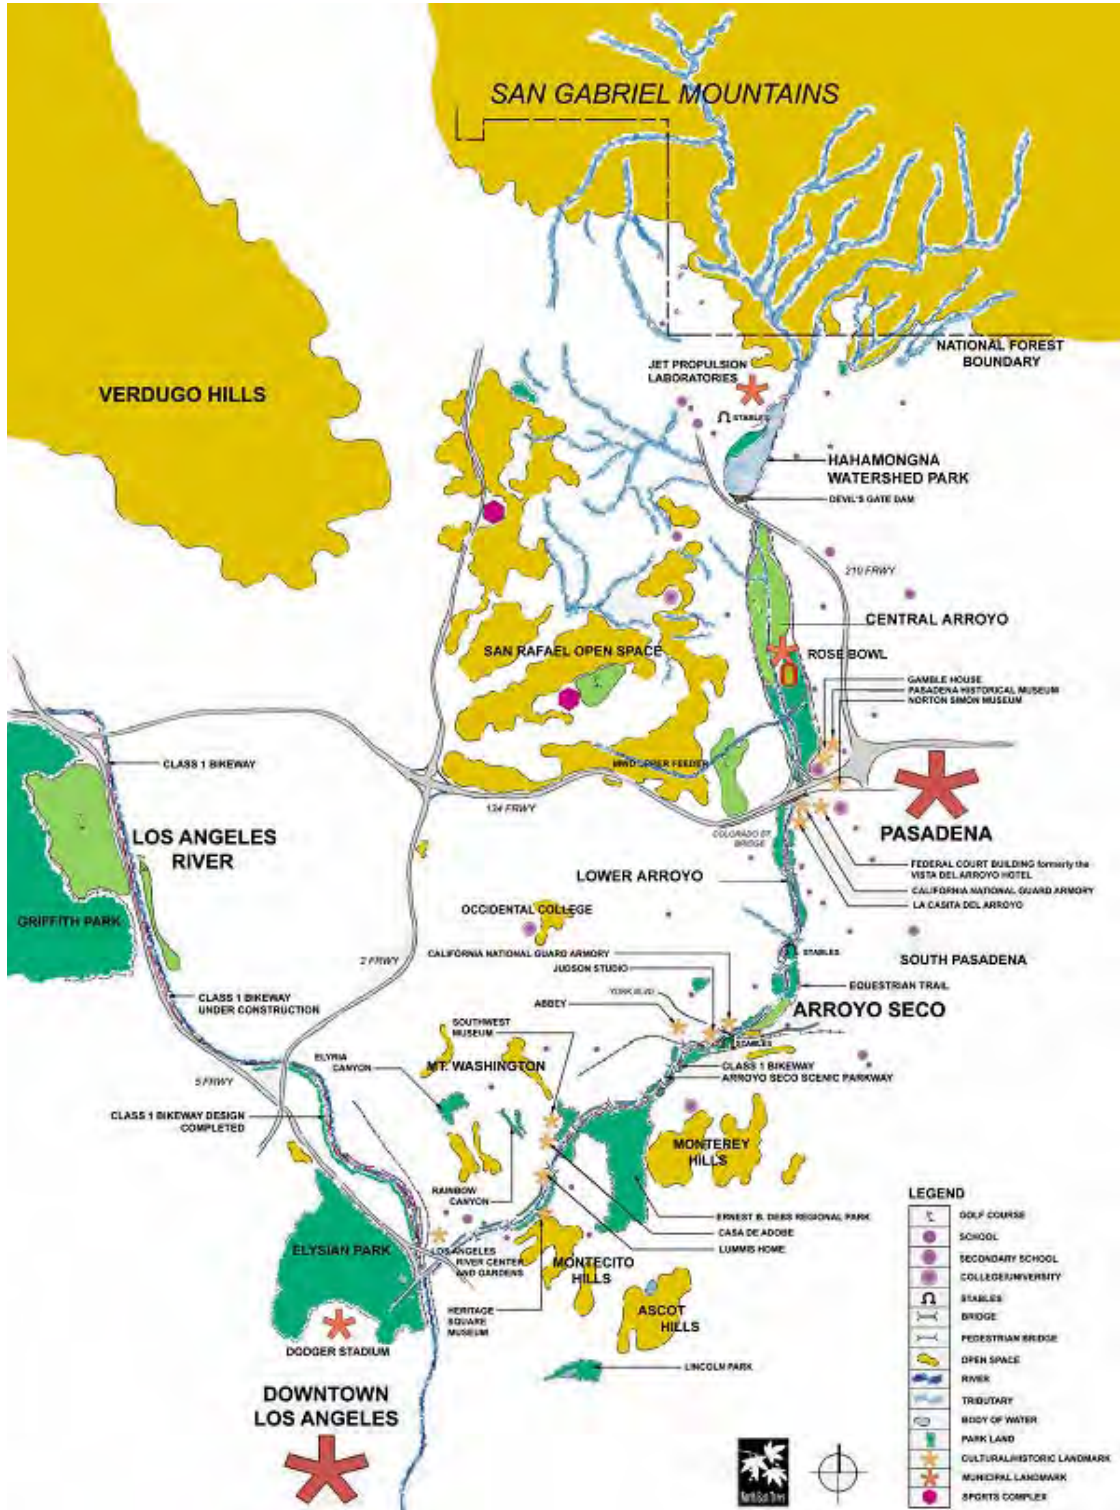 SAN GABRIEL MOUNTAINS
NATIONAL FOREST
BOUNDARY
JET PROPULSION
LABORATORIES
STABLES
VERDUGO HILLS
HAHAMONGNA
WATERSHED PARK
DEVIL'S GATE DAM
210 FRWY
CENTRAL ARROYO
SAN RAFAEL OPEN SPACE
ROSE BOWL
GAMBLE HOUSE
PASADENA HISTORICAL MUSEUM
NORTON SIMON MUSEUM
CLASS 1 BIKEWAY
MWD UPPER FEEDER
134 FRWY
LOS ANGELES
RIVER
COLORADO ST.
BRIDGE
PASADENA
FEDERAL COURT BUILDING formerly the
VISTA DEL ARROYO HOTEL
LOWER ARROYO
CALIFORNIA NATIONAL GUARD ARMORY
LA CASITA DEL ARROYO
GRIFFITH PARK
OCCIDENTAL COLLEGE
CALIFORNIA NATIONAL GUARD ARMORY
STABLES
2 FRWY
JUDSON STUDIO
SOUTH PASADENA
EQUESTRIAN TRAIL
CLASS 1 BIKEWAY
UNDER CONSTRUCTION
YORK BLVD
ABBEY
ARROYO SECO
SOUTHWEST
MUSEUM
STABLES
ELYRIA
CANYON
MT. WASHINGTON
CLASS 1 BIKEWAY
ARROYO SECO SCENIC PARKWAY
5 FRWY
CLASS 1 BIKEWAY DESIGN
COMPLETED
MONTEREY
HILLS
RAINBOW
CANYON
ERNEST B. DEBS REGIONAL PARK
CASA DE ADOBE
LUMMIS HOME
ELYSIAN PARK
LOS ANGELES
RIVER CENTER
AND GARDENS
MONTECITO
HILLS
HERITAGE
SQUARE
MUSEUM
ASCOT
HILLS
DODGER STADIUM
LINCOLN PARK
DOWNTOWN
LOS ANGELES
North East Trees
LEGEND
GOLF COURSE
SCHOOL
SECONDARY SCHOOL
COLLEGE/UNIVERSITY
STABLES
BRIDGE
PEDESTRIAN BRIDGE
OPEN SPACE
RIVER
TRIBUTARY
BODY OF WATER
PARK LAND
CULTURAL/HISTORIC LANDMARK
MUNICIPAL LANDMARK
SPORTS COMPLEX